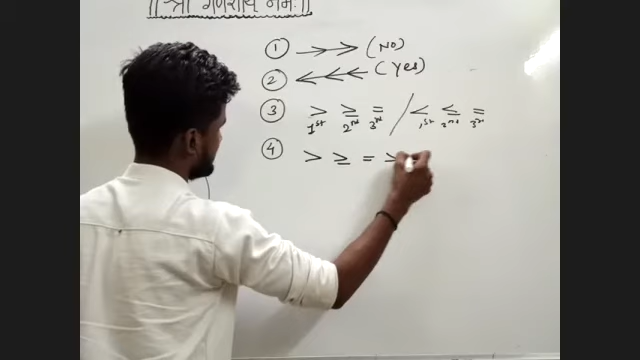 || श्री गणेशाय नमः ||
① →→ (NO)
② ←←←← (Yes)
③ > ≥ = / < ≤ =
1st 2nd 3rd 1st 2nd 3rd
④ > ≥ = >